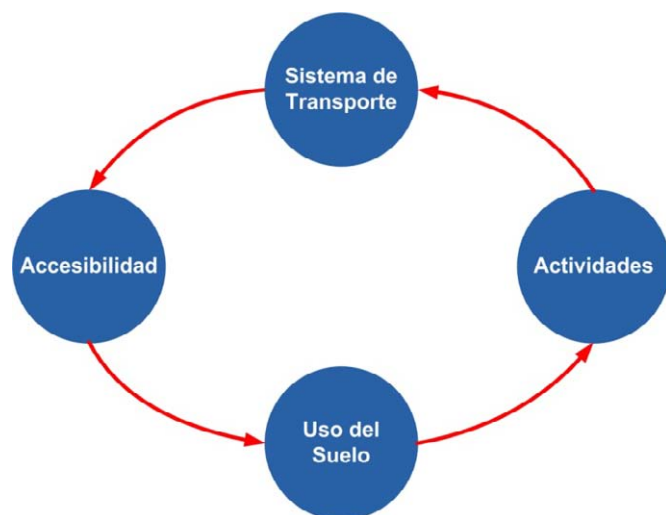 Sistema de
Transporte
Accesibilidad
Actividades
Uso del
Suelo